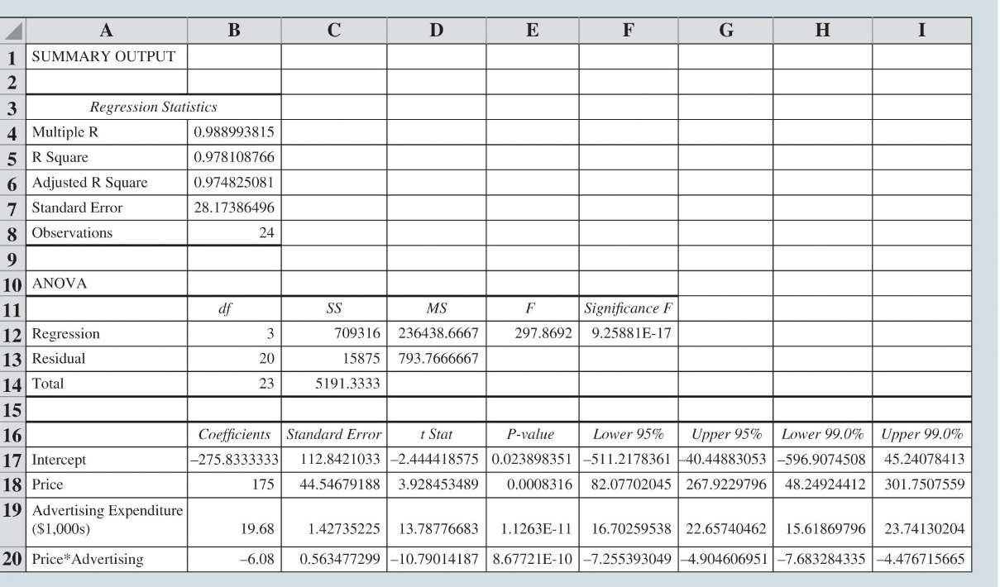 A B C D E F G H I
1 SUMMARY OUTPUT
2
3 Regression Statistics
4 Multiple R 0.988993815
5 R Square 0.978108766
6 Adjusted R Square 0.974825081
7 Standard Error 28.17386496
8 Observations 24
9
10 ANOVA
11 df SS MS F Significance F
12 Regression 3 709316 236438.6667 297.8692 9.25881E-17
13 Residual 20 15875 793.7666667
14 Total 23 5191.3333
15
16 Coefficients Standard Error t Stat P-value Lower 95% Upper 95% Lower 99.0% Upper 99.0%
17 Intercept –275.8333333 112.8421033 –2.444418575 0.023898351 –511.2178361 –40.44883053 –596.9074508 45.24078413
18 Price 175 44.54679188 3.928453489 0.0008316 82.07702045 267.9229796 48.24924412 301.7507559
19 Advertising Expenditure
($1,000s) 19.68 1.42735225 13.78776683 1.1263E-11 16.70259538 22.65740462 15.61869796 23.74130204
20 Price*Advertising –6.08 0.563477299 –10.79014187 8.67721E-10 –7.255393049 –4.904606951 –7.683284335 –4.476715665